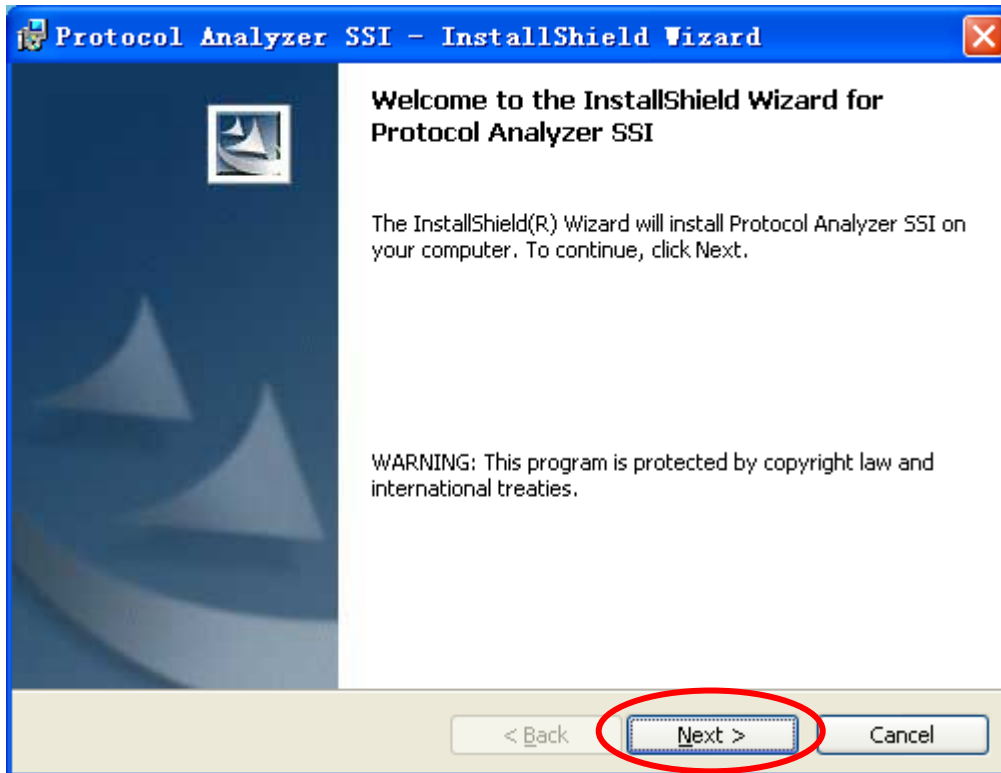 Protocol Analyzer SSI - InstallShield Wizard
Welcome to the InstallShield Wizard for
Protocol Analyzer SSI
The InstallShield(R) Wizard will install Protocol Analyzer SSI on
your computer. To continue, click Next.
WARNING: This program is protected by copyright law and
international treaties.
< Back
Next >
Cancel